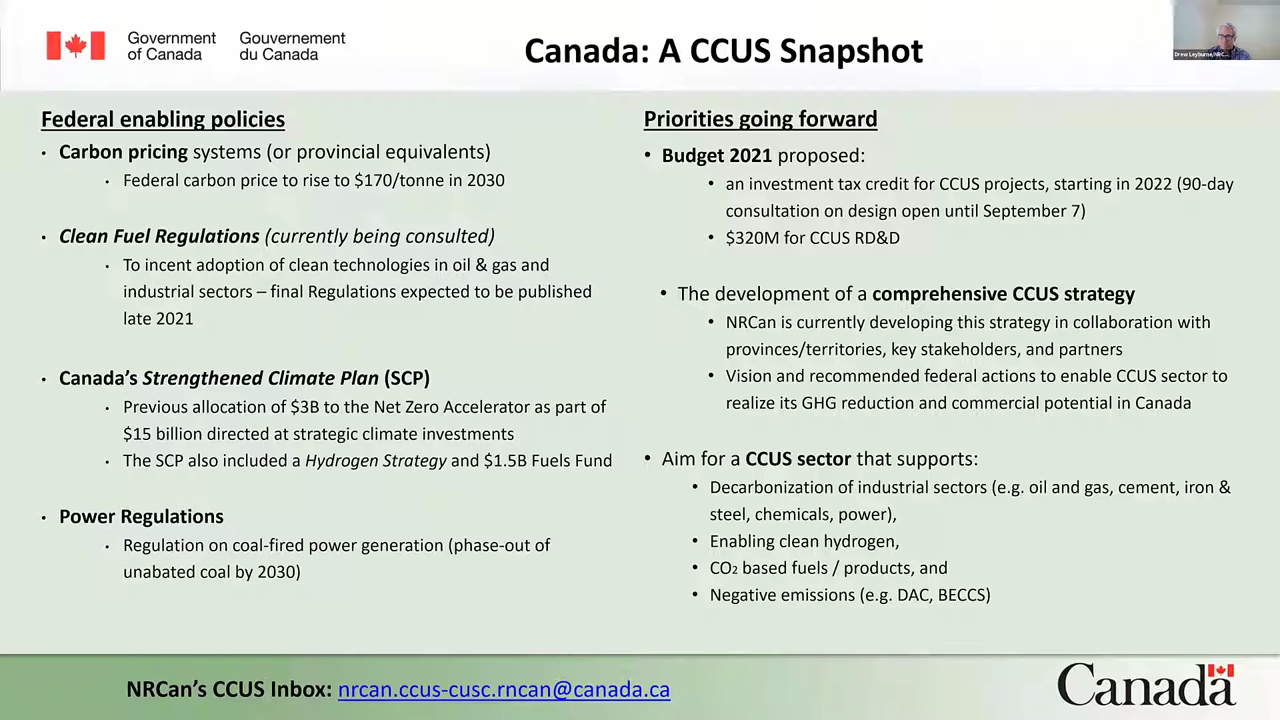 Government of Canada
Gouvernement du Canada
Canada: A CCUS Snapshot
Drew Leyburne/NRC...
Federal enabling policies
• Carbon pricing systems (or provincial equivalents)
• Federal carbon price to rise to $170/tonne in 2030
• Clean Fuel Regulations (currently being consulted)
• To incent adoption of clean technologies in oil & gas and
industrial sectors – final Regulations expected to be published
late 2021
• Canada's Strengthened Climate Plan (SCP)
• Previous allocation of $3B to the Net Zero Accelerator as part of
$15 billion directed at strategic climate investments
• The SCP also included a Hydrogen Strategy and $1.5B Fuels Fund
• Power Regulations
• Regulation on coal-fired power generation (phase-out of
unabated coal by 2030)
Priorities going forward
• Budget 2021 proposed:
• an investment tax credit for CCUS projects, starting in 2022 (90-day
consultation on design open until September 7)
• $320M for CCUS RD&D
• The development of a comprehensive CCUS strategy
• NRCan is currently developing this strategy in collaboration with
provinces/territories, key stakeholders, and partners
• Vision and recommended federal actions to enable CCUS sector to
realize its GHG reduction and commercial potential in Canada
• Aim for a CCUS sector that supports:
• Decarbonization of industrial sectors (e.g. oil and gas, cement, iron &
steel, chemicals, power),
• Enabling clean hydrogen,
• CO₂ based fuels / products, and
• Negative emissions (e.g. DAC, BECCS)
NRCan's CCUS Inbox: nrcan.ccus-cusc.rncan@canada.ca
Canada